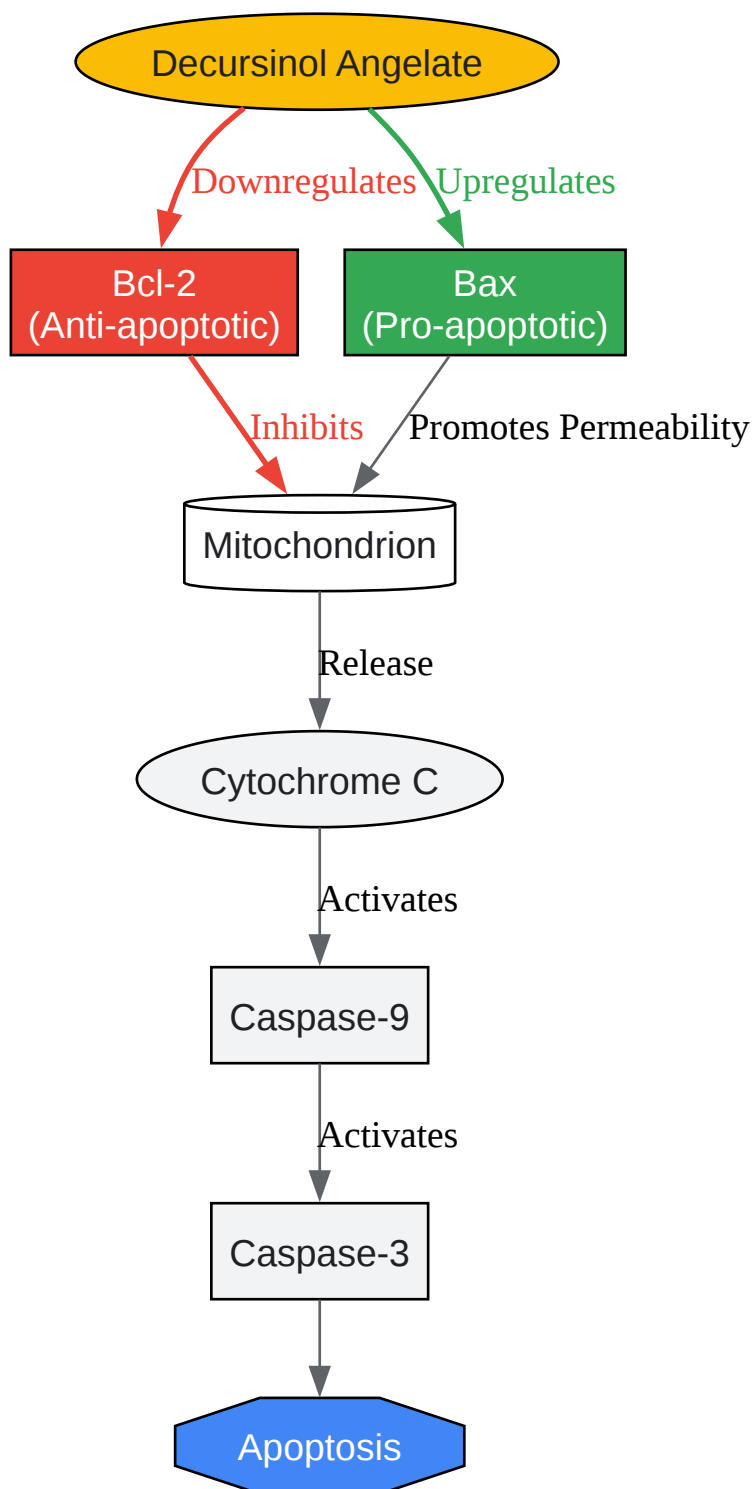 Decursinol Angelate
Downregulates
Upregulates
Bcl-2
(Anti-apoptotic)
Bax
(Pro-apoptotic)
Inhibits
Promotes Permeability
Mitochondrion
Release
Cytochrome C
Activates
Caspase-9
Activates
Caspase-3
Apoptosis